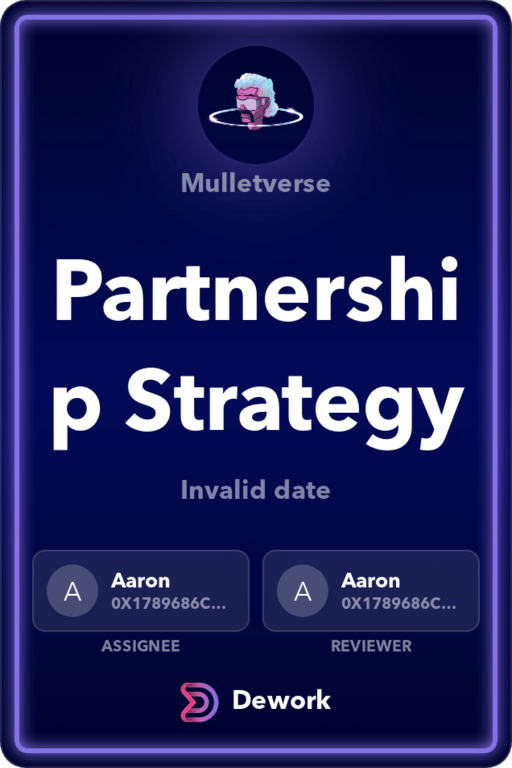 Mulletverse
Partnershi
p Strategy
Invalid date
A Aaron
0X1789686C...
A Aaron
0X1789686C...
ASSIGNEE
REVIEWER
Dework